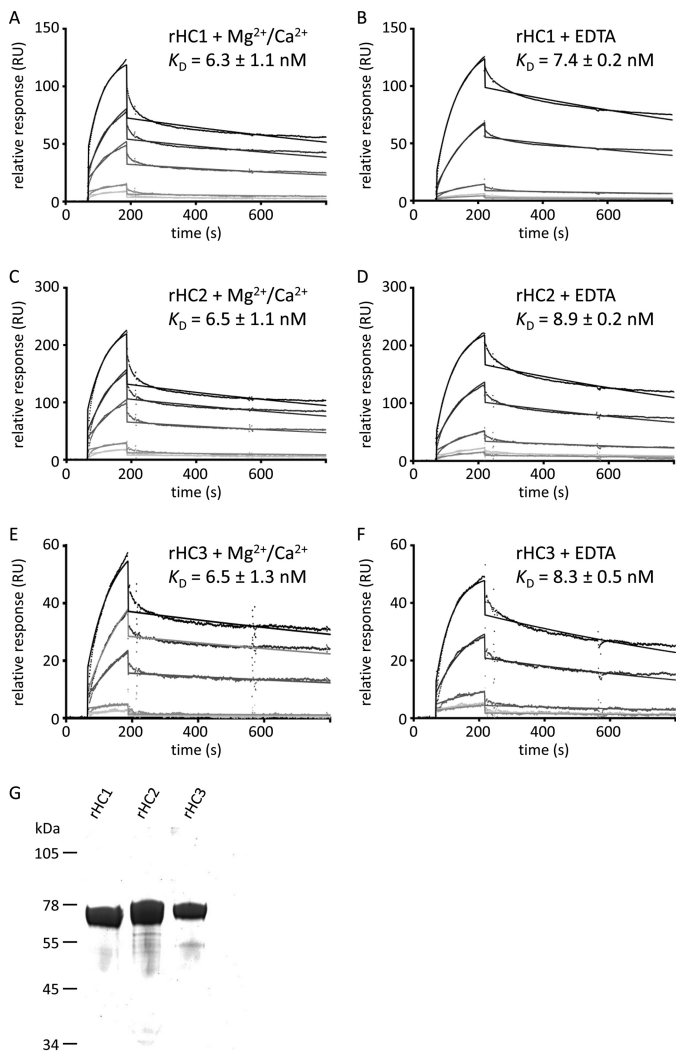 A
rHC1 + Mg²⁺/Ca²⁺
K_D = 6.3 ± 1.1 nM
relative response (RU)
150
100
50
0
0 200 400 600
time (s)
B
rHC1 + EDTA
K_D = 7.4 ± 0.2 nM
relative response (RU)
150
100
50
0
0 200 400 600
time (s)
C
rHC2 + Mg²⁺/Ca²⁺
K_D = 6.5 ± 1.1 nM
relative response (RU)
300
200
100
0
0 200 400 600
time (s)
D
rHC2 + EDTA
K_D = 8.9 ± 0.2 nM
relative response (RU)
300
200
100
0
0 200 400 600
time (s)
E
rHC3 + Mg²⁺/Ca²⁺
K_D = 6.5 ± 1.3 nM
relative response (RU)
60
40
20
0
0 200 400 600
time (s)
F
rHC3 + EDTA
K_D = 8.3 ± 0.5 nM
relative response (RU)
60
40
20
0
0 200 400 600
time (s)
G
rHC1 rHC2 rHC3
kDa
105
78
55
45
34